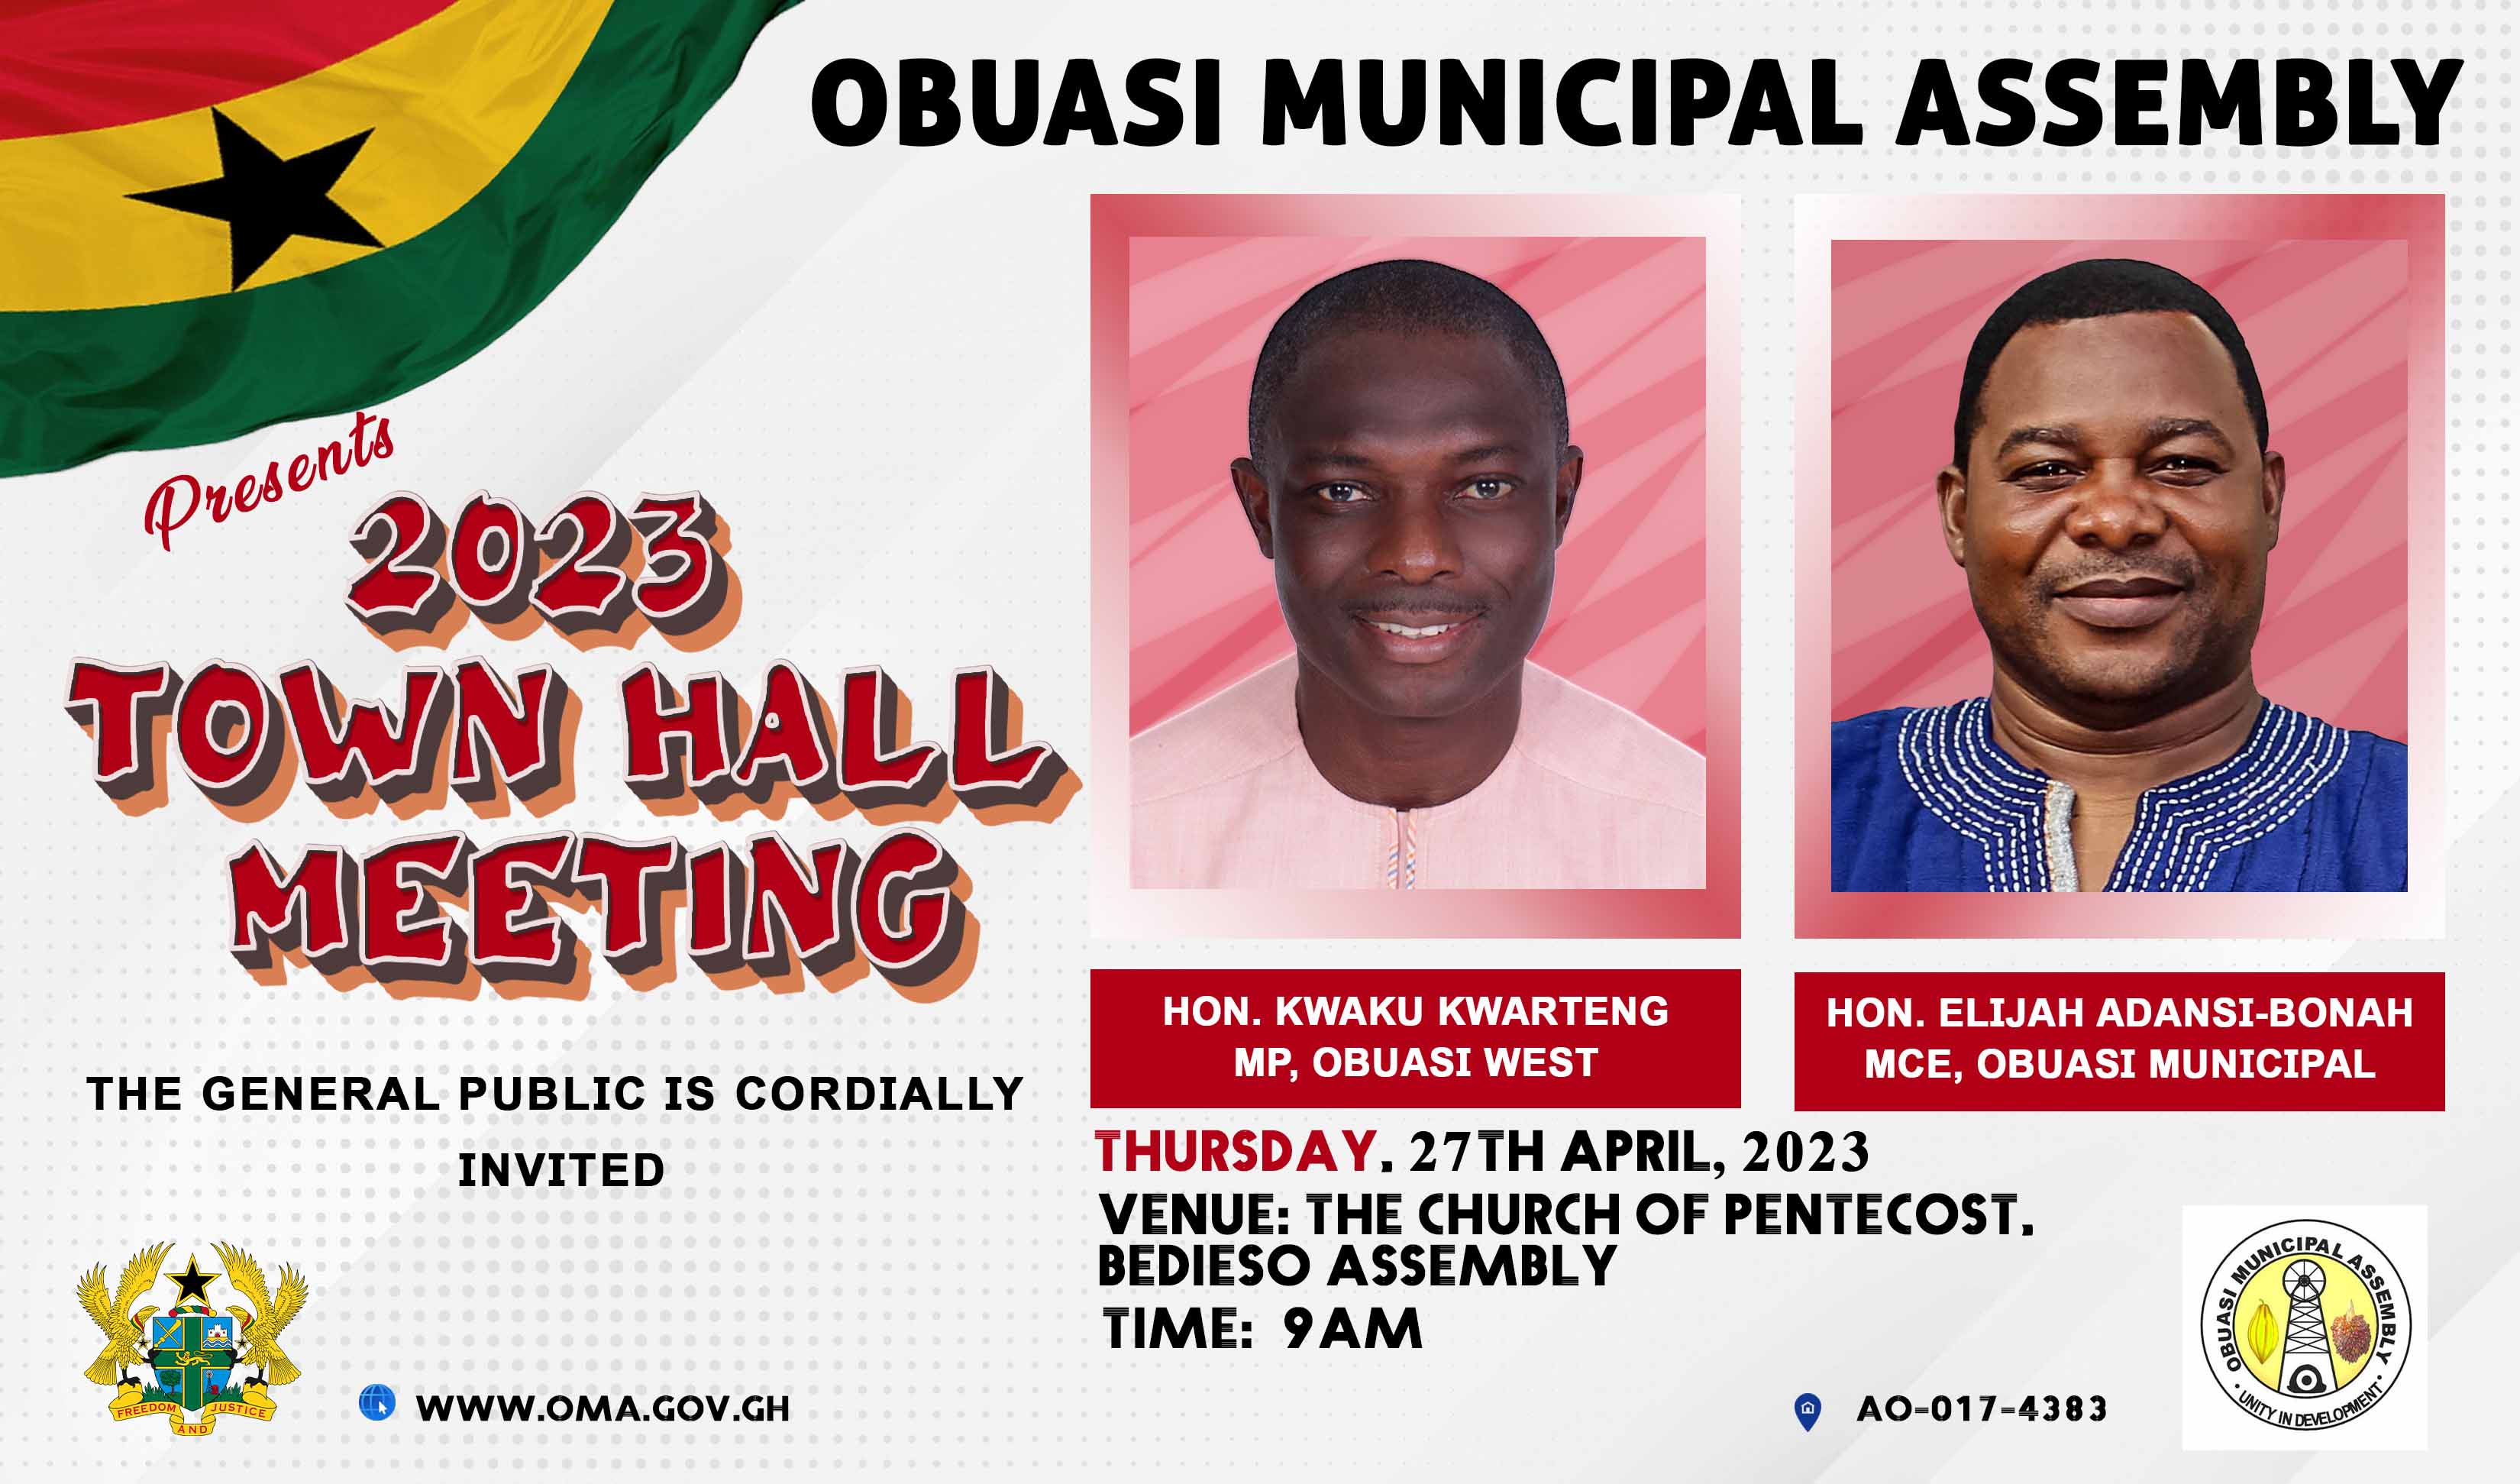 OBUASI MUNICIPAL ASSEMBLY
Presents
2023
TOWN HALL
MEETING
THE GENERAL PUBLIC IS CORDIALLY
INVITED
HON. KWAKU KWARTENG
MP, OBUASI WEST
HON. ELIJAH ADANSI-BONAH
MCE, OBUASI MUNICIPAL
THURSDAY, 27TH APRIL, 2023
VENUE: THE CHURCH OF PENTECOST,
BEDIESO ASSEMBLY
TIME: 9AM
FREEDOM AND JUSTICE
WWW.OMA.GOV.GH
AO-017-4383
OBUASI MUNICIPAL ASSEMBLY
• UNITY IN DEVELOPMENT •